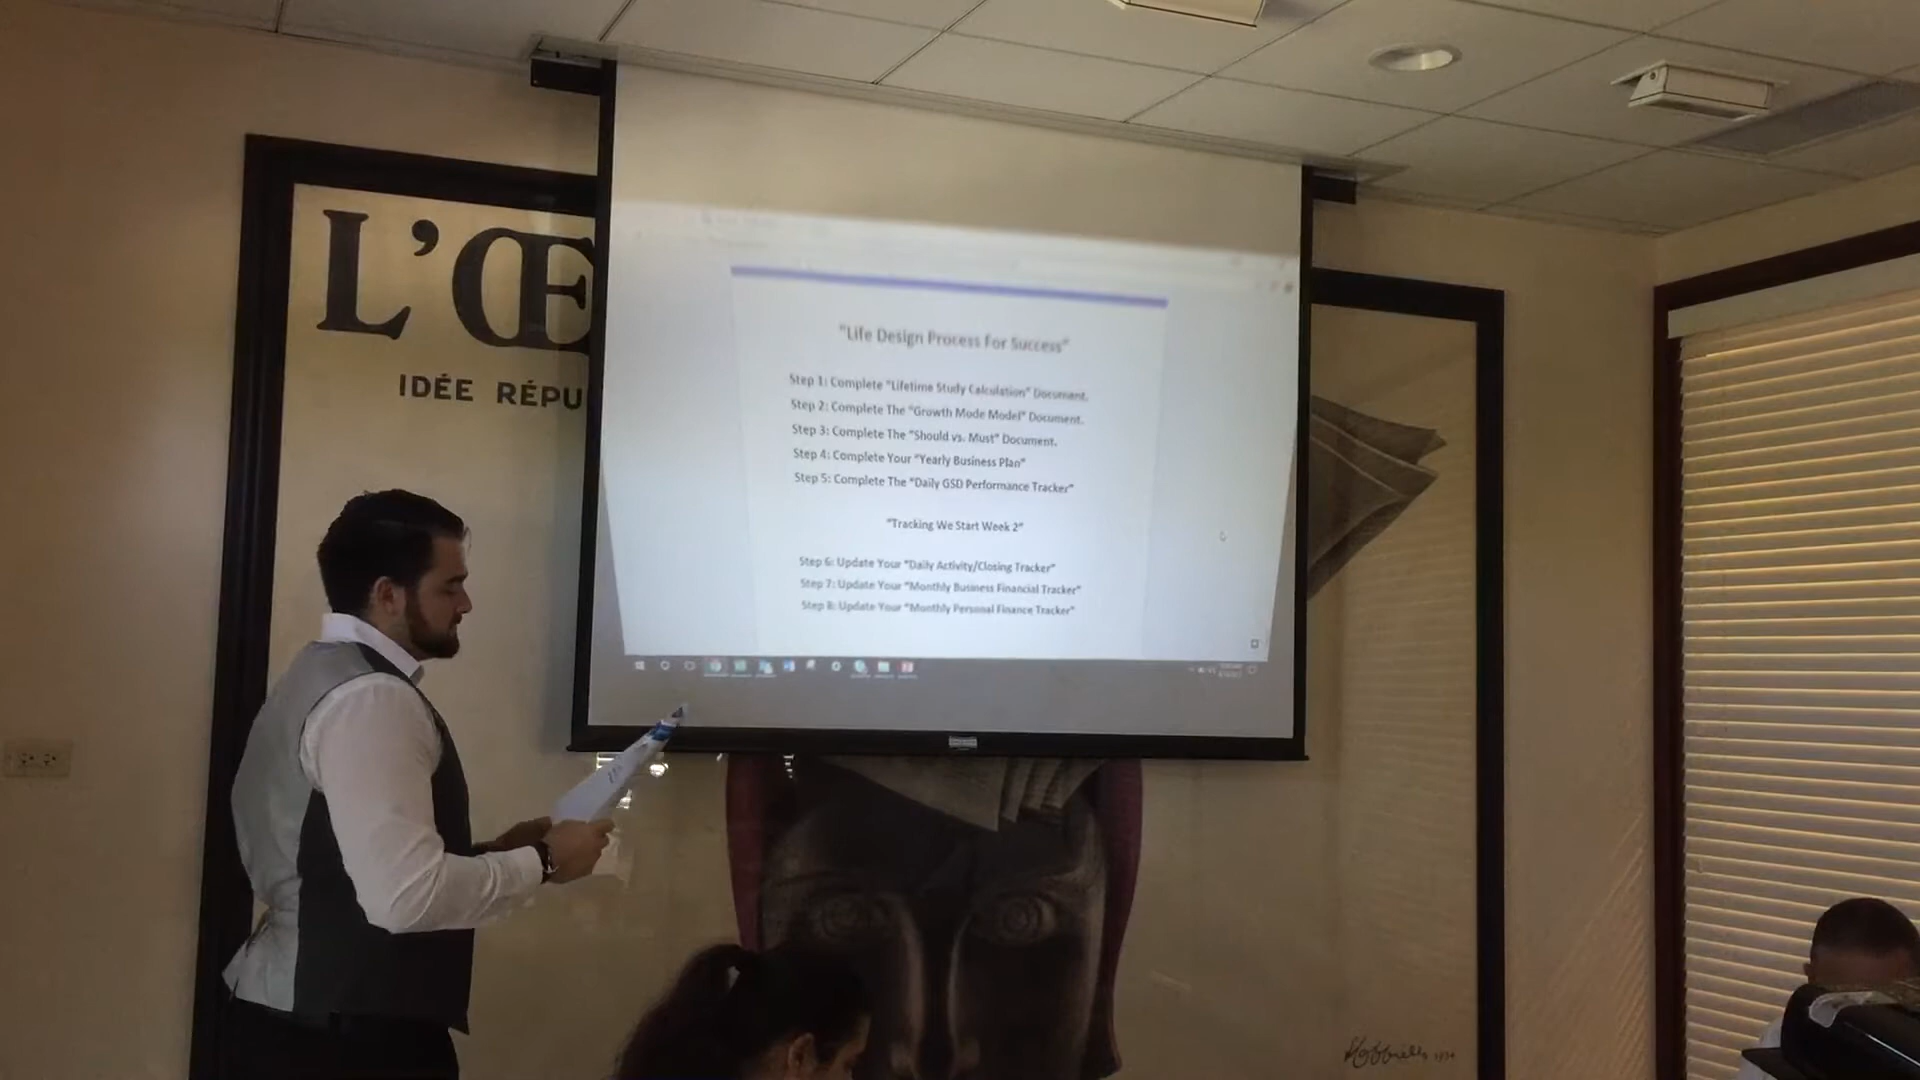 L'Œ
IDÉE RÉPU
"Life Design Process For Success"
Step 1: Complete "Lifetime Study Calculation" Document.
Step 2: Complete The "Growth Mode Model" Document.
Step 3: Complete The "Should vs. Must" Document.
Step 4: Complete Your "Yearly Business Plan"
Step 5: Complete The "Daily GSD Performance Tracker"
"Tracking We Start Week 2"
Step 6: Update Your "Daily Activity/Closing Tracker"
Step 7: Update Your "Monthly Business Financial Tracker"
Step 8: Update Your "Monthly Personal Finance Tracker"